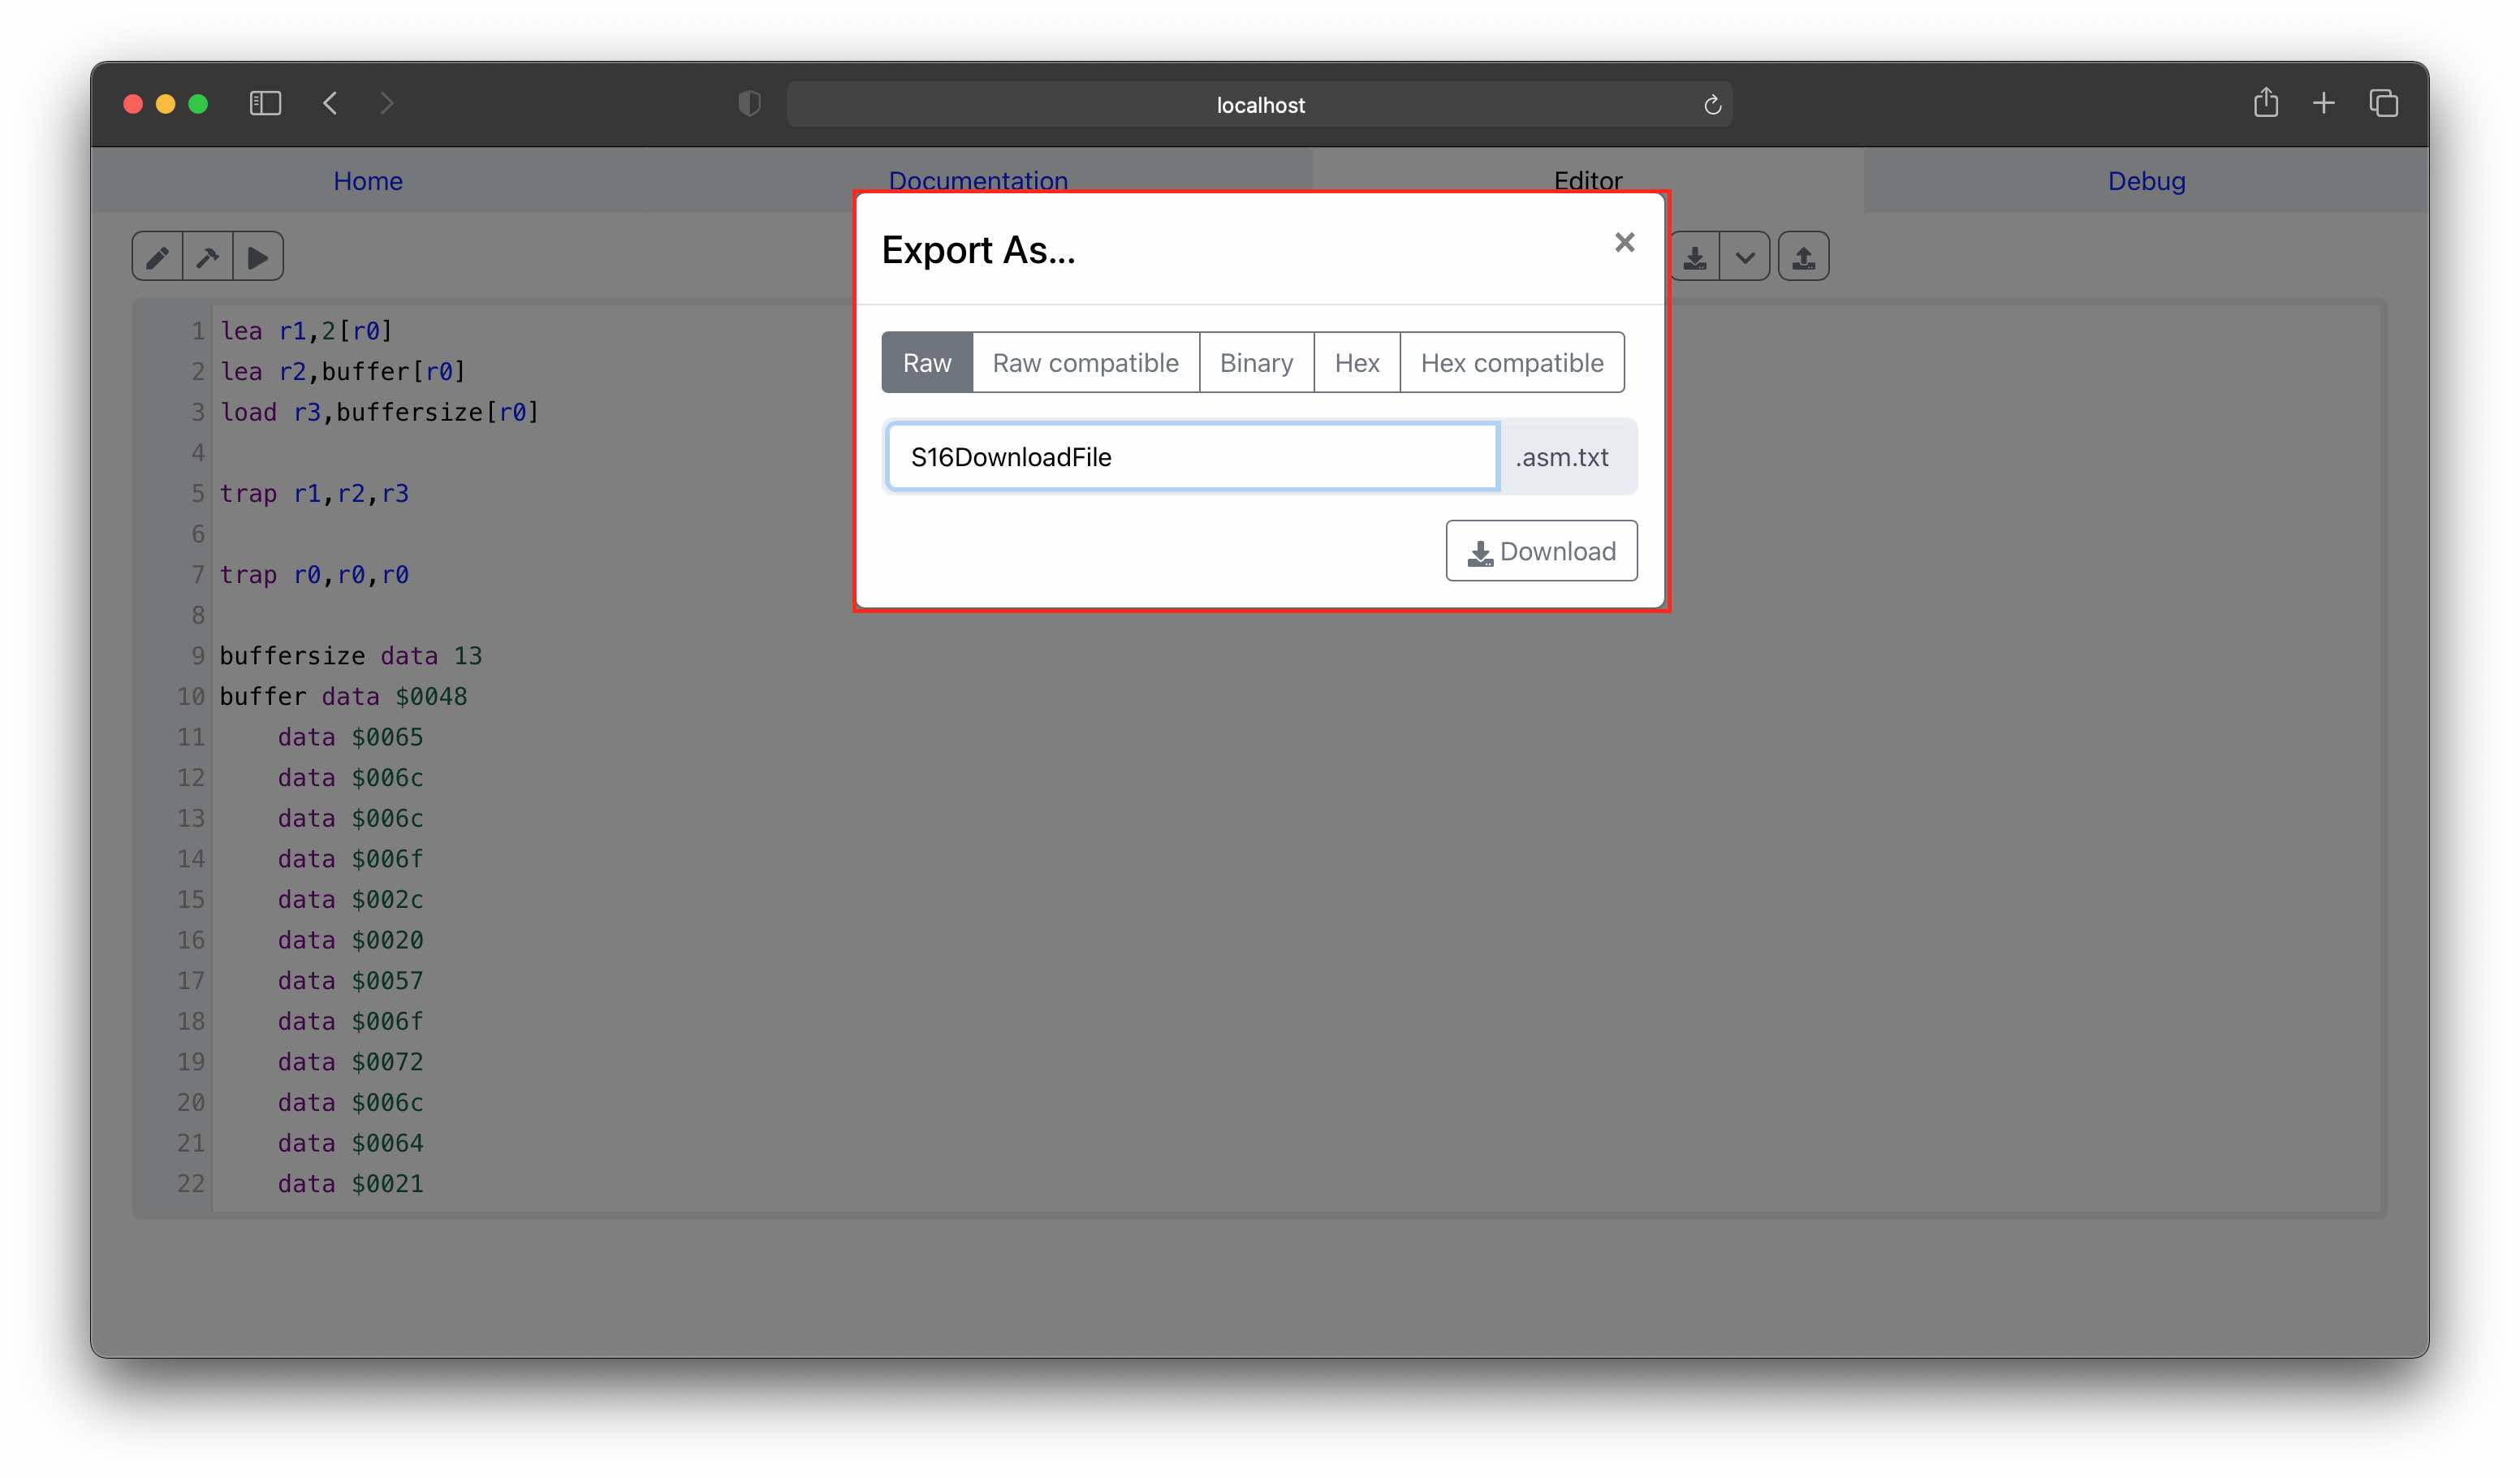 localhost
Home Documentation Editor Debug
Export As...
Raw Raw compatible Binary Hex Hex compatible
S16DownloadFile .asm.txt
Download
1 lea r1,2[r0]
2 lea r2,buffer[r0]
3 load r3,buffersize[r0]
4
5 trap r1,r2,r3
6
7 trap r0,r0,r0
8
9 buffersize data 13
10 buffer data $0048
11 data $0065
12 data $006c
13 data $006c
14 data $006f
15 data $002c
16 data $0020
17 data $0057
18 data $006f
19 data $0072
20 data $006c
21 data $0064
22 data $0021